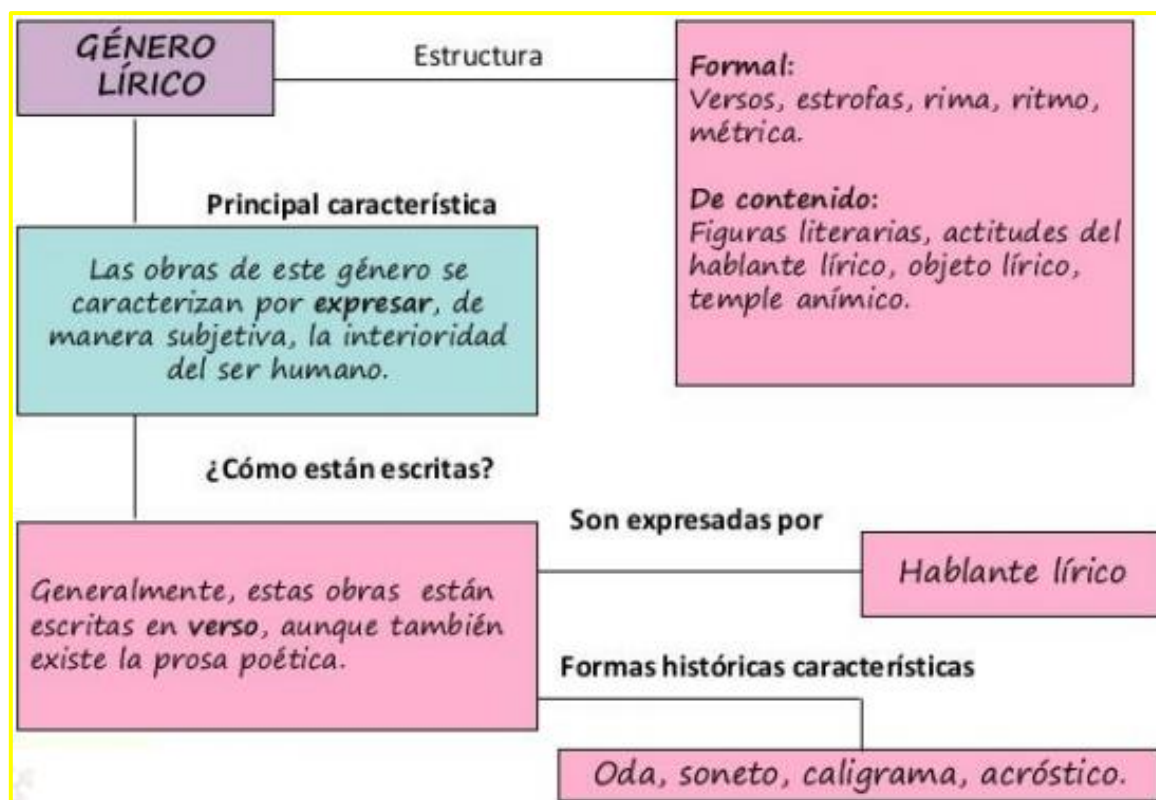 GÉNERO
LÍRICO
Estructura
Formal:
Versos, estrofas, rima, ritmo,
métrica.
De contenido:
Figuras literarias, actitudes del
hablante lírico, objeto lírico,
temple anímico.
Principal característica
Las obras de este género se
caracterizan por expresar, de
manera subjetiva, la interioridad
del ser humano.
¿Cómo están escritas?
Generalmente, estas obras están
escritas en verso, aunque también
existe la prosa poética.
Son expresadas por
Hablante lírico
Formas históricas características
Oda, soneto, caligrama, acróstico.